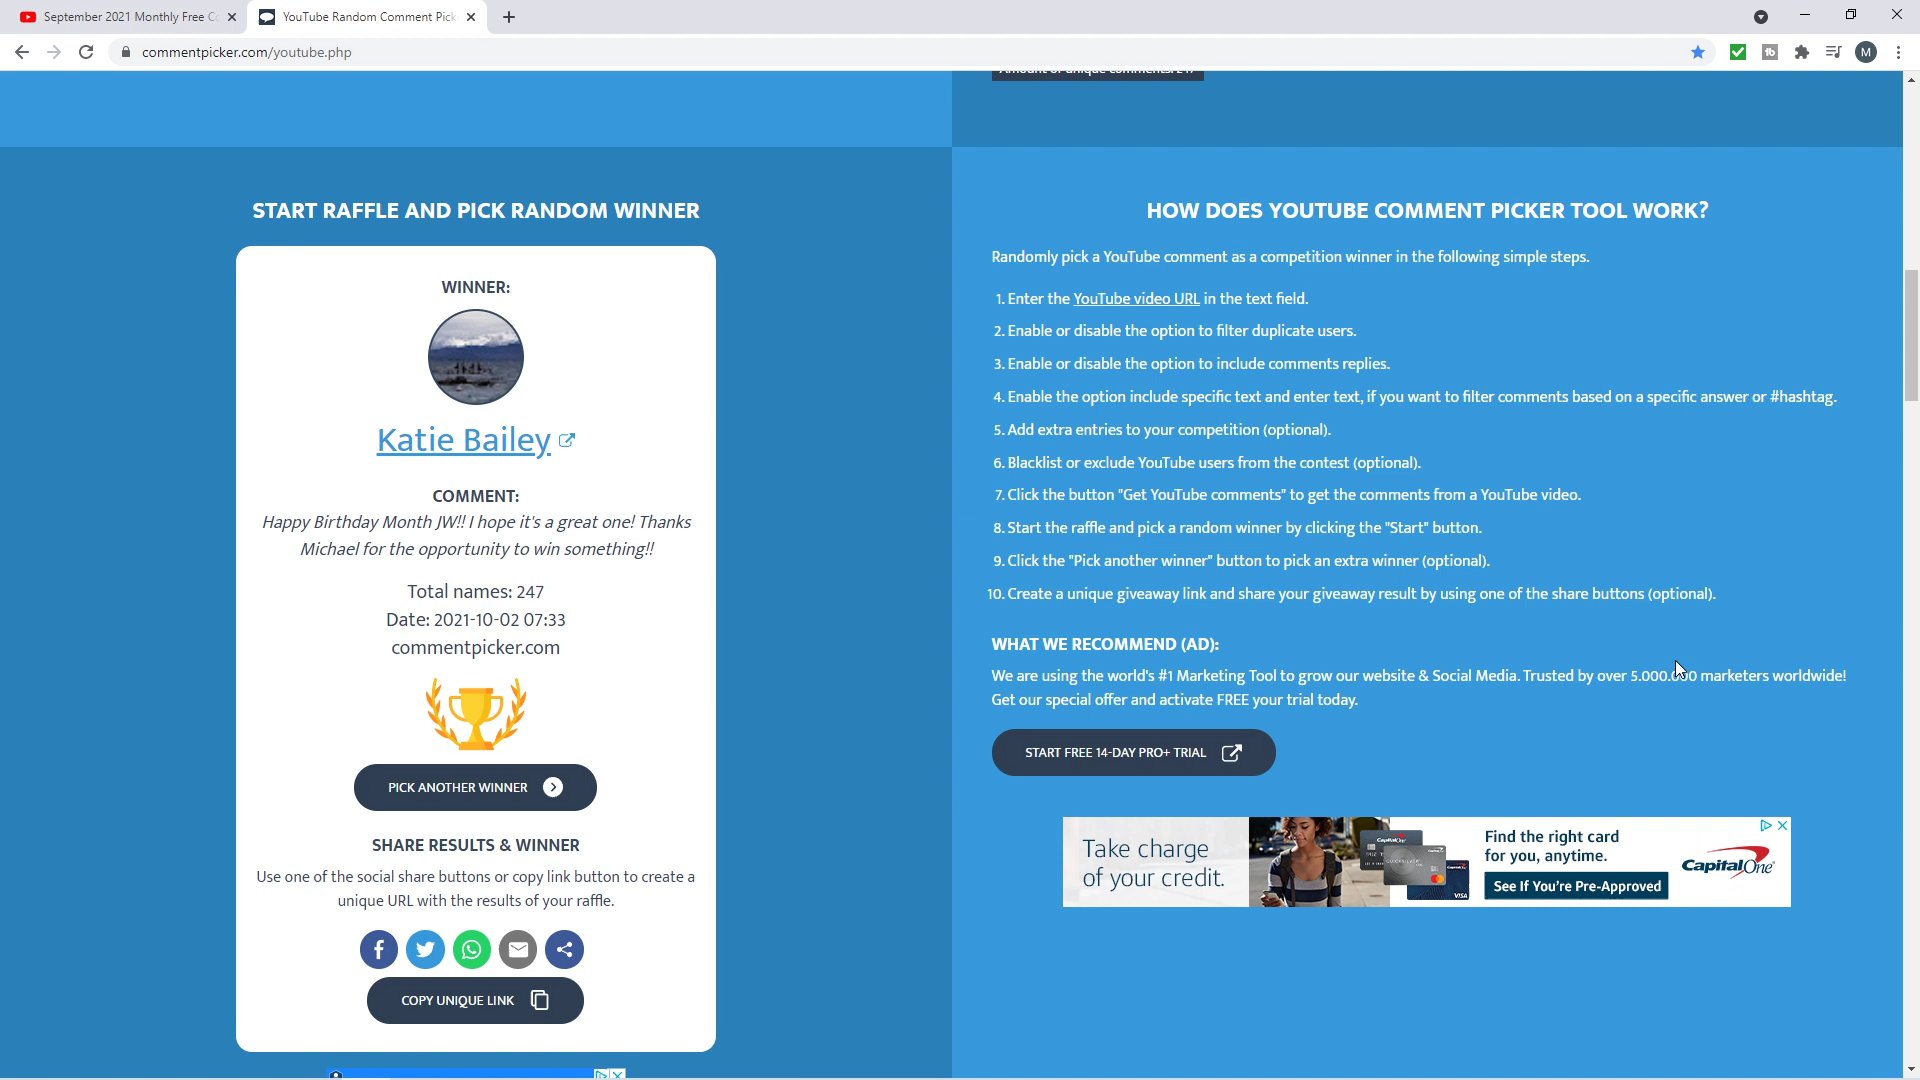 September 2021 Monthly Free C
YouTube Random Comment Pick
commentpicker.com/youtube.php
M
Amount of unique comments: 247
START RAFFLE AND PICK RANDOM WINNER
WINNER:
Katie Bailey
COMMENT:
Happy Birthday Month JW!! I hope it's a great one! Thanks
Michael for the opportunity to win something!!
Total names: 247
Date: 2021-10-02 07:33
commentpicker.com
PICK ANOTHER WINNER
SHARE RESULTS & WINNER
Use one of the social share buttons or copy link button to create a
unique URL with the results of your raffle.
COPY UNIQUE LINK
HOW DOES YOUTUBE COMMENT PICKER TOOL WORK?
Randomly pick a YouTube comment as a competition winner in the following simple steps.
1. Enter the YouTube video URL in the text field.
2. Enable or disable the option to filter duplicate users.
3. Enable or disable the option to include comments replies.
4. Enable the option include specific text and enter text, if you want to filter comments based on a specific answer or #hashtag.
5. Add extra entries to your competition (optional).
6. Blacklist or exclude YouTube users from the contest (optional).
7. Click the button "Get YouTube comments" to get the comments from a YouTube video.
8. Start the raffle and pick a random winner by clicking the "Start" button.
9. Click the "Pick another winner" button to pick an extra winner (optional).
10. Create a unique giveaway link and share your giveaway result by using one of the share buttons (optional).
WHAT WE RECOMMEND (AD):
We are using the world's #1 Marketing Tool to grow our website & Social Media. Trusted by over 5.000.000 marketers worldwide!
Get our special offer and activate FREE your trial today.
START FREE 14-DAY PRO+ TRIAL
Take charge
of your credit.
Find the right card
for you, anytime.
See If You're Pre-Approved
CapitalOne